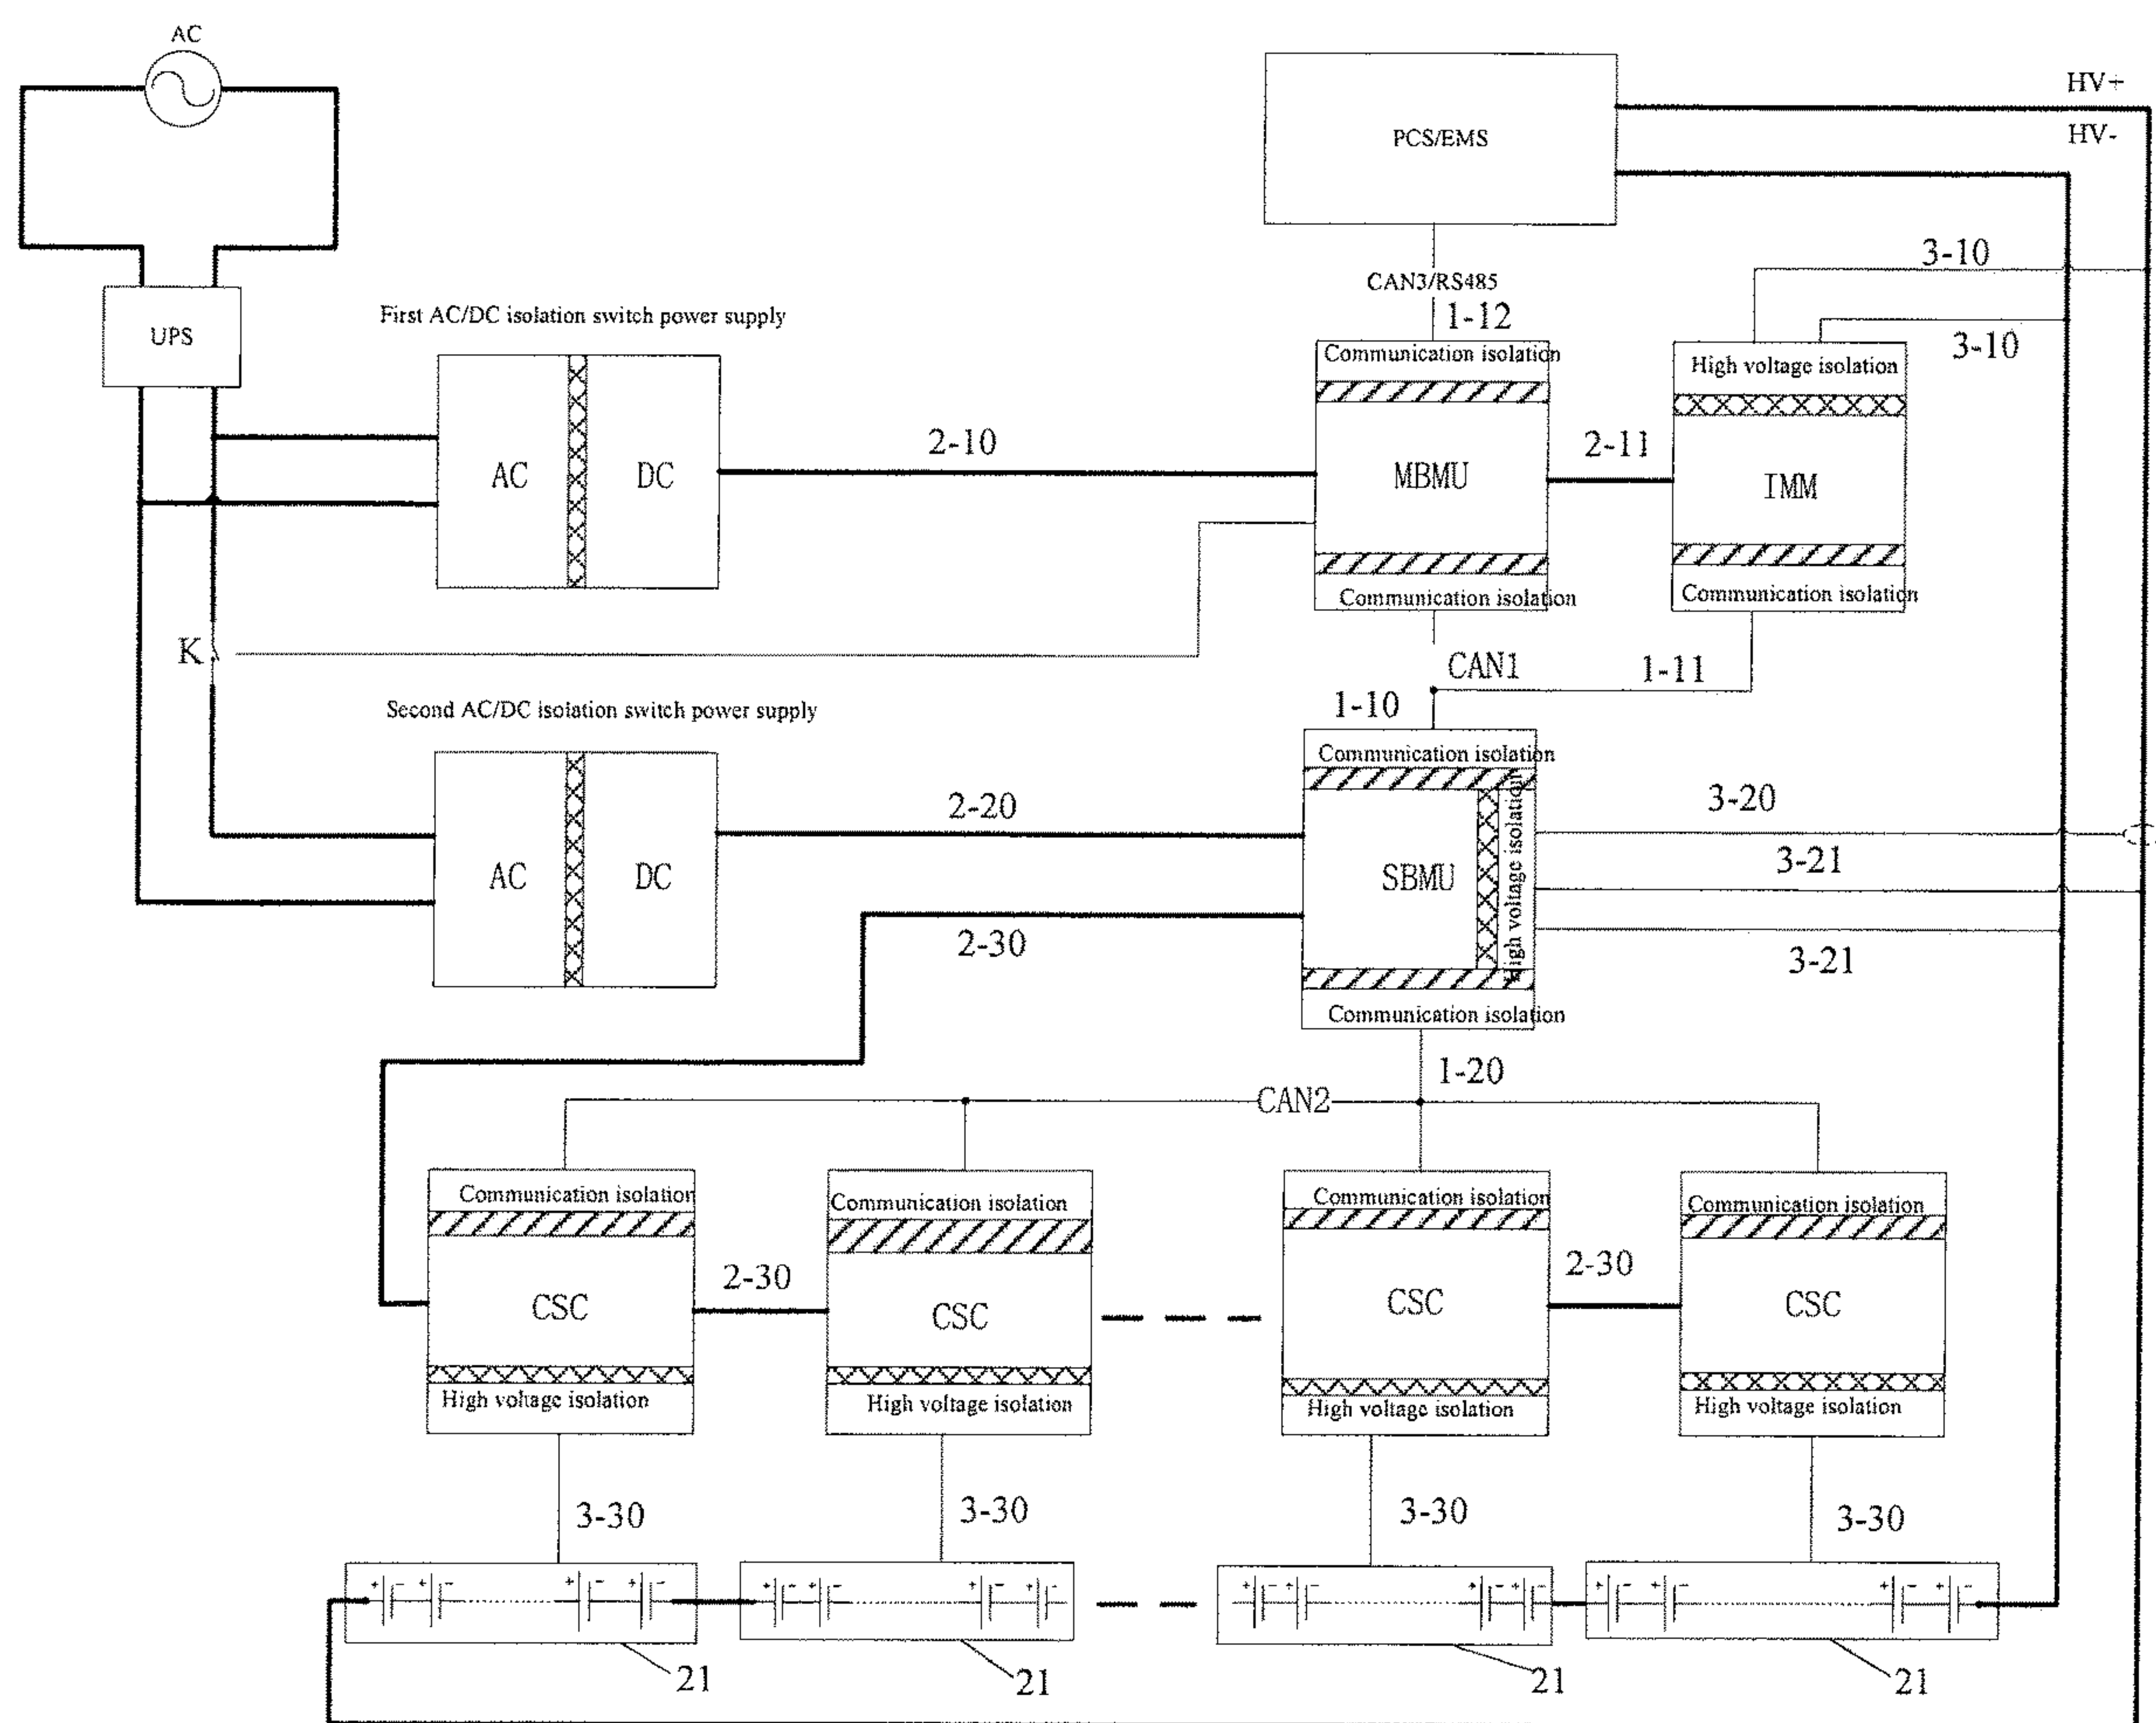 AC
HV+
PCS/EMS
HV-
3-10
CAN3/RS485
First AC/DC isolation switch power supply
1-12
UPS
3-10
Communication isolation
High voltage isolation
2-10
2-11
AC
DC
MBMU
IMM
Communication isolation
Communication isolation
K
CAN1
1-11
1-10
Second AC/DC isolation switch power supply
Communication isolation
2-20
3-20
High voltage isolation
3-21
AC
DC
SBMU
2-30
3-21
Communication isolation
1-20
CAN2
Communication isolation
Communication isolation
Communication isolation
Communication isolation
2-30
2-30
CSC
CSC
CSC
CSC
High voltage isolation
High voltage isolation
High voltage isolation
High voltage isolation
3-30
3-30
3-30
3-30
+ - + - + - + -
+ - + - + - + -
+ - + - + - + -
+ - + - + - + -
21
21
21
21